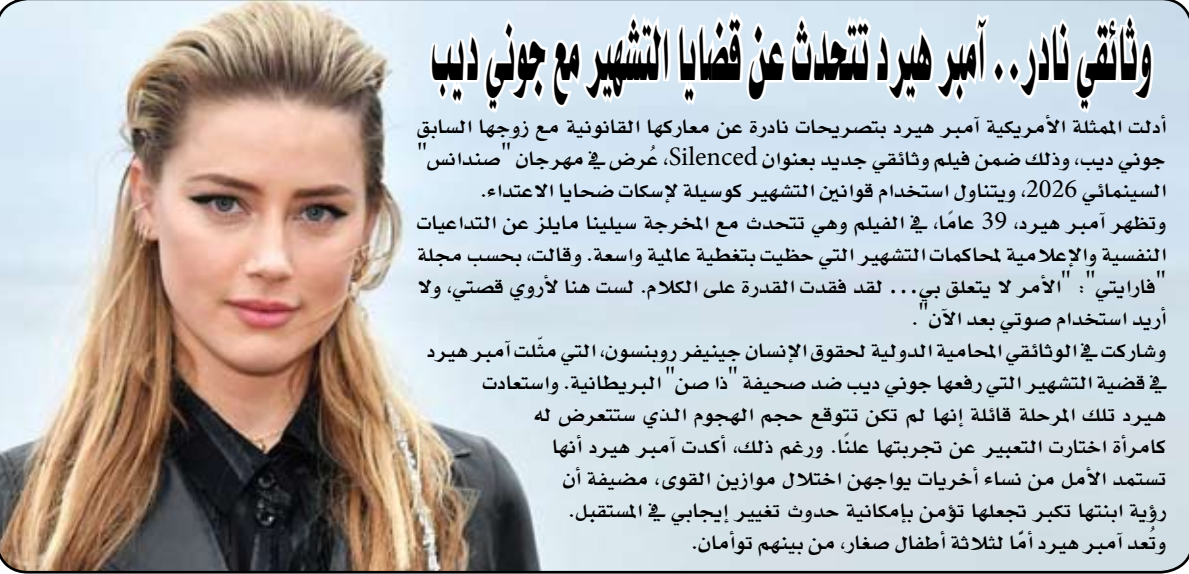 وثائقي نادر.. آمبر هيرد تتحدث عن قضايا التشهير مع جوني ديب
أدلت الممثلة الأمريكية آمبر هيرد بتصريحات نادرة عن معاركها القانونية مع زوجها السابق
جوني ديب، وذلك ضمن فيلم وثائقي جديد بعنوان Silenced، عُرض في مهرجان "صندانس"
السينمائي 2026، ويتناول استخدام قوانين التشهير كوسيلة لإسكات ضحايا الاعتداء.
وتظهر آمبر هيرد، 39 عامًا، في الفيلم وهي تتحدث مع المخرجة سيلينا مايلز عن التداعيات
النفسية والإعلامية لمحاكمات التشهير التي حظيت بتغطية عالمية واسعة. وقالت، بحسب مجلة
"فارايتي": "الأمر لا يتعلق بي... لقد فقدت القدرة على الكلام. لست هنا لأروي قصتي، ولا
أريد استخدام صوتي بعد الآن".
وشاركت في الوثائقي المحامية الدولية لحقوق الإنسان جينيفر روبنسون، التي مثّلت آمبر هيرد
في قضية التشهير التي رفعها جوني ديب ضد صحيفة "ذا صن" البريطانية. واستعادت
هيرد تلك المرحلة قائلة إنها لم تكن تتوقع حجم الهجوم الذي ستتعرض له
كامرأة اختارت التعبير عن تجربتها علنًا. ورغم ذلك، أكدت آمبر هيرد أنها
تستمد الأمل من نساء أخريات يواجهن اختلال موازين القوى، مضيفة أن
رؤية ابنتها تكبر تجعلها تؤمن بإمكانية حدوث تغيير إيجابي في المستقبل.
وتُعد آمبر هيرد أمًا لثلاثة أطفال صغار، من بينهم توأمان.